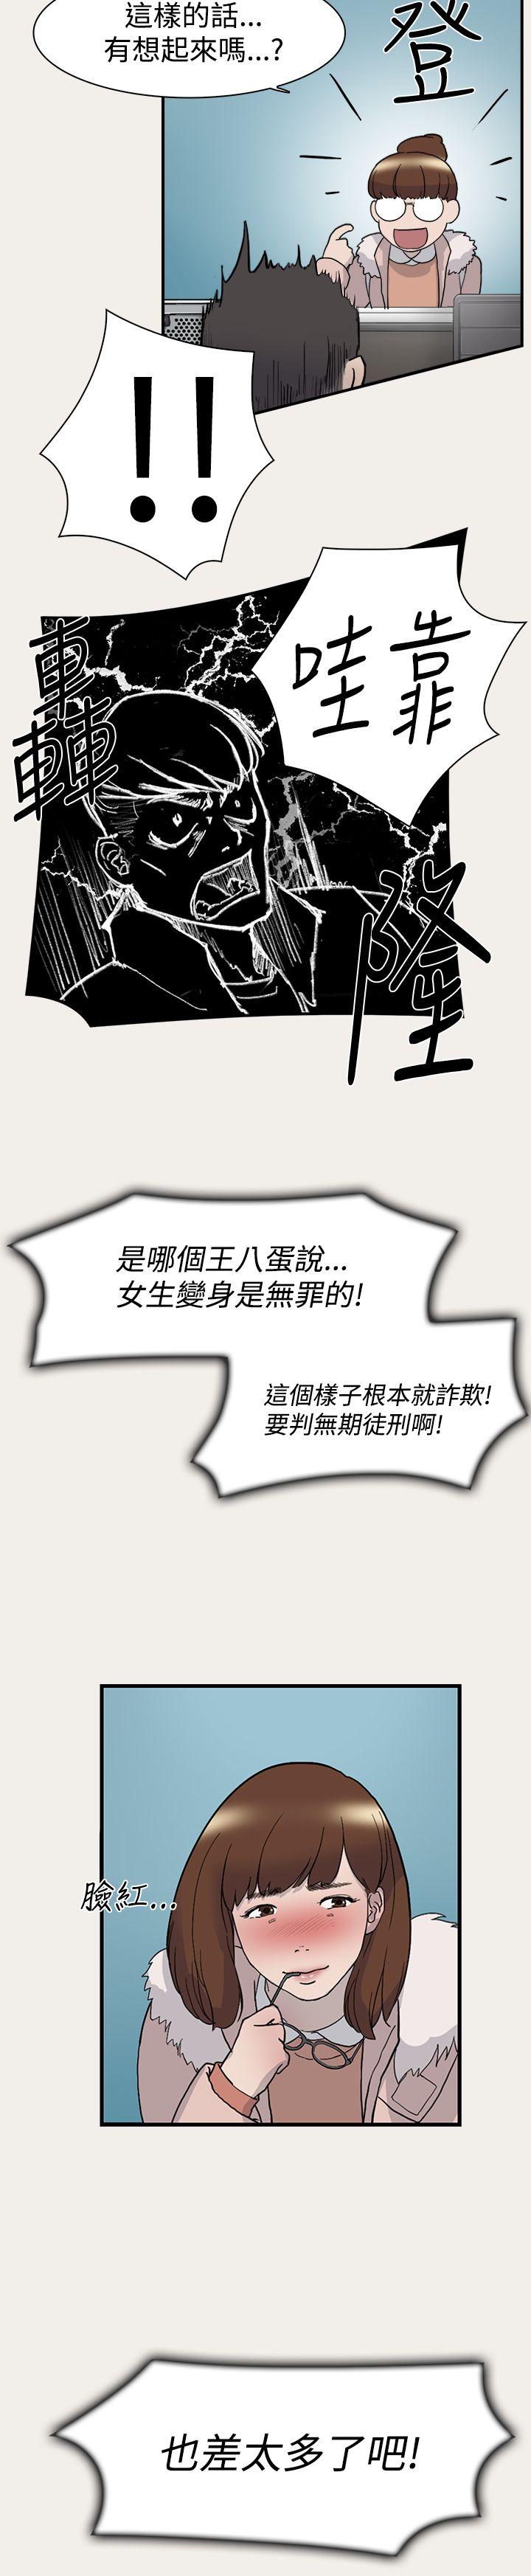 這樣的話...
有想起來嗎...?
登
!!
哇靠
轟
隆
是哪個王八蛋說...
女生變身是無罪的!
這個樣子根本就詐欺!
要判無期徒刑啊!
臉紅...
也差太多了吧!